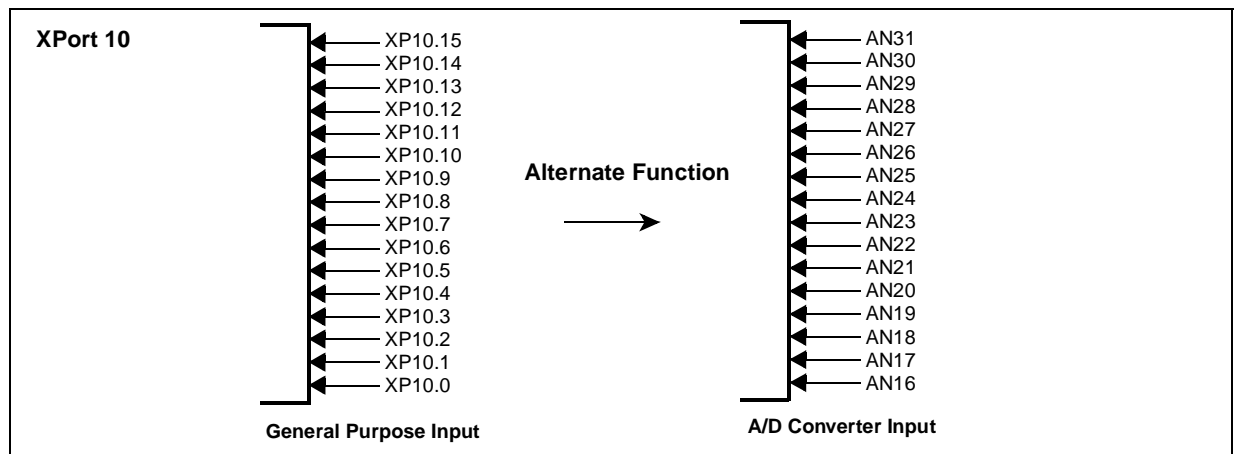 XPort 10
XP10.15
XP10.14
XP10.13
XP10.12
XP10.11
XP10.10
XP10.9
XP10.8
XP10.7
XP10.6
XP10.5
XP10.4
XP10.3
XP10.2
XP10.1
XP10.0
General Purpose Input
Alternate Function
AN31
AN30
AN29
AN28
AN27
AN26
AN25
AN24
AN23
AN22
AN21
AN20
AN19
AN18
AN17
AN16
A/D Converter Input